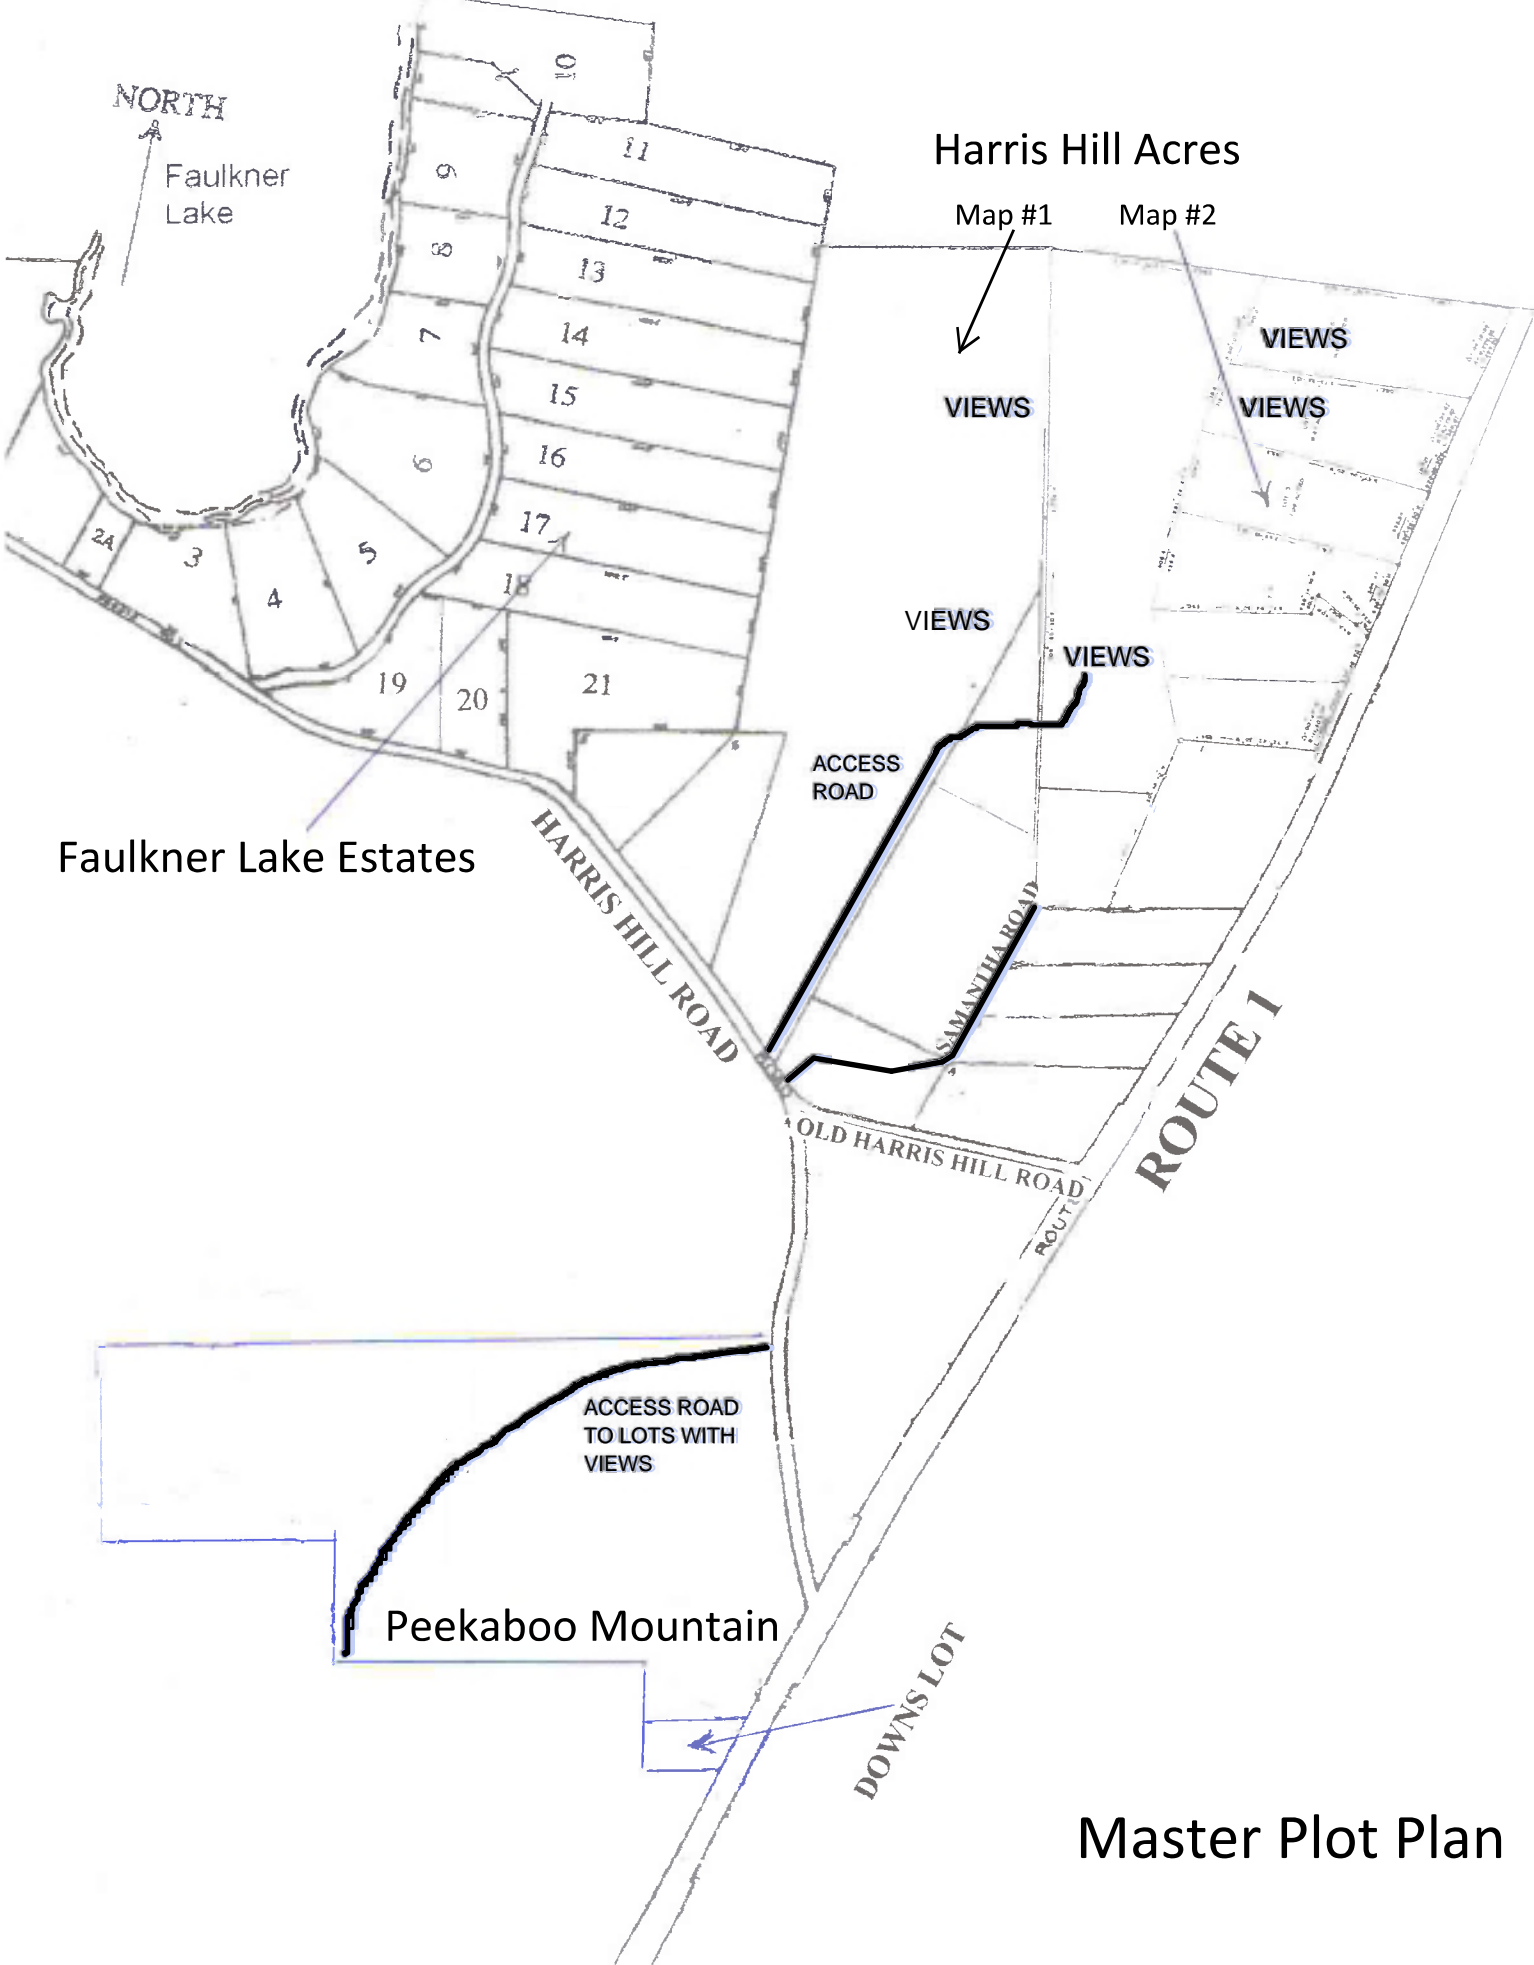 10
NORTH
Faulkner
Lake
11
9
12
8
13
7
14
15
6
16
17
18
2A
3
4
5
19
20
21
Harris Hill Acres
Map #1
Map #2
VIEWS
VIEWS
VIEWS
VIEWS
VIEWS
ACCESS
ROAD
Faulkner Lake Estates
HARRIS HILL ROAD
SAMANTHA ROAD
OLD HARRIS HILL ROAD
ROUTE 1
ACCESS ROAD
TO LOTS WITH
VIEWS
Peekaboo Mountain
DOWNS LOT
Master Plot Plan